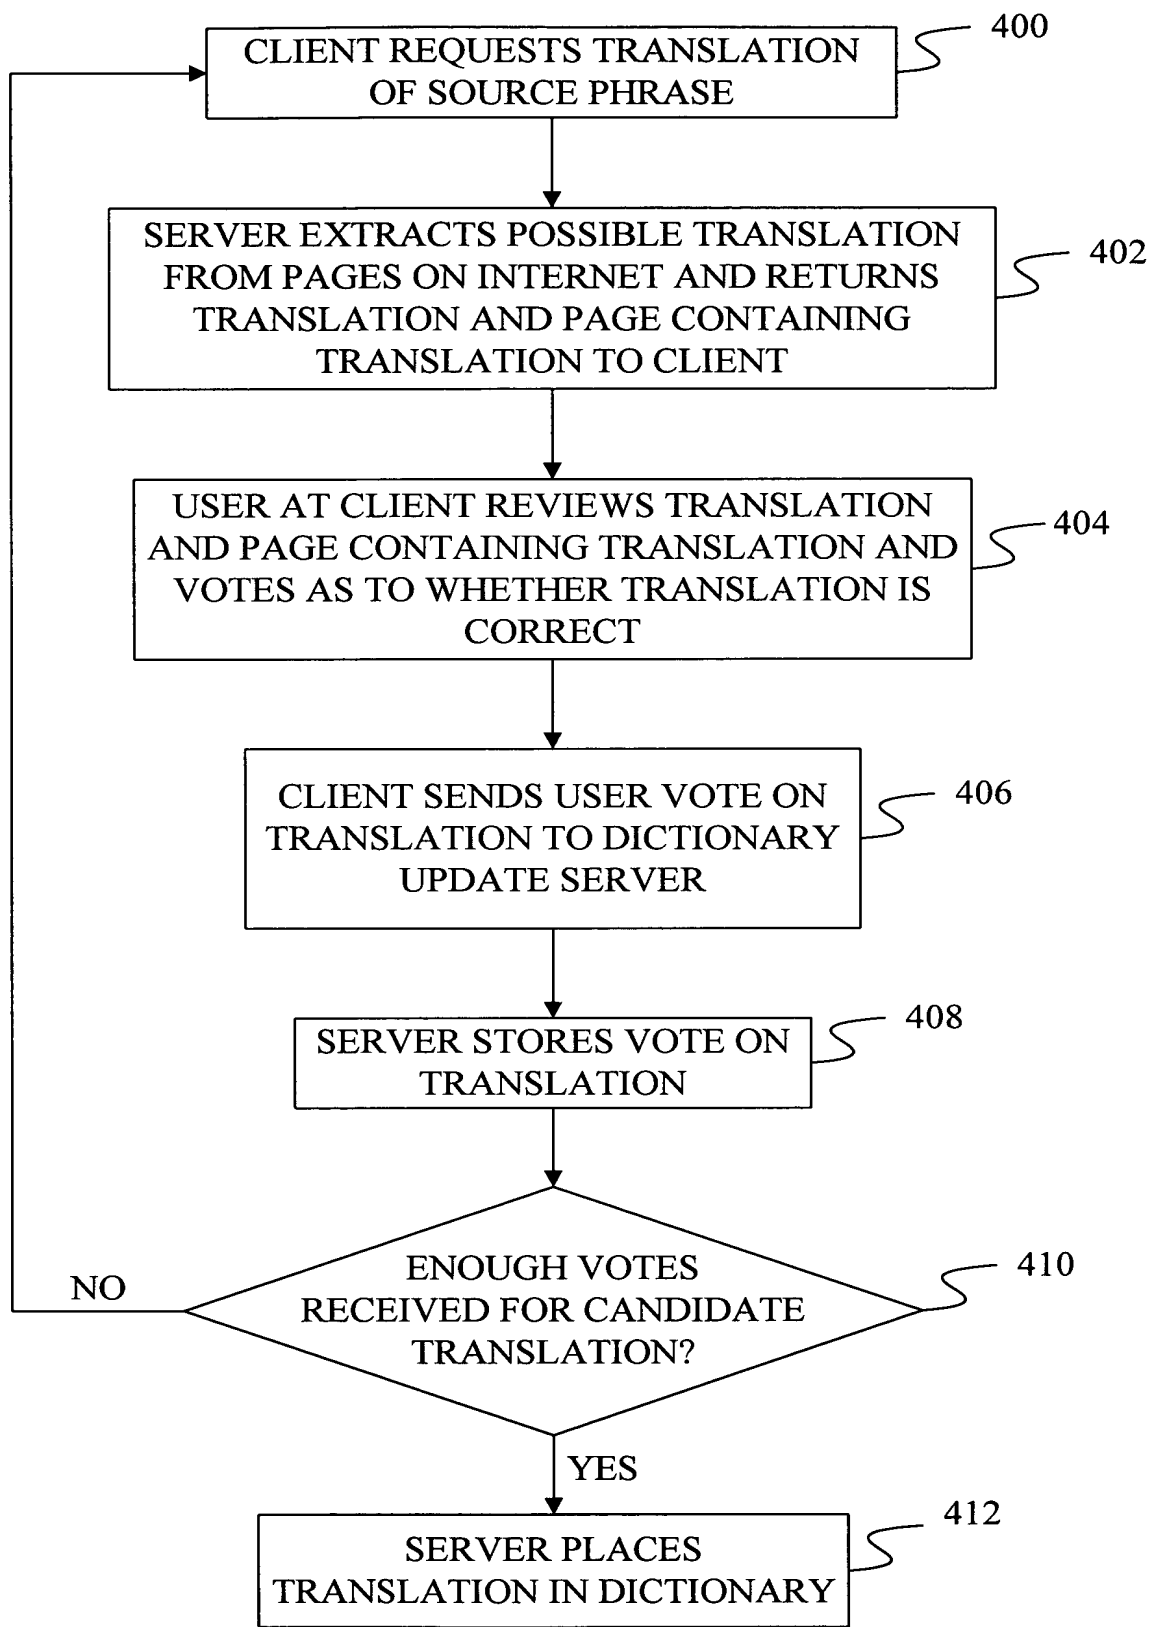 400
CLIENT REQUESTS TRANSLATION
OF SOURCE PHRASE
402
SERVER EXTRACTS POSSIBLE TRANSLATION
FROM PAGES ON INTERNET AND RETURNS
TRANSLATION AND PAGE CONTAINING
TRANSLATION TO CLIENT
404
USER AT CLIENT REVIEWS TRANSLATION
AND PAGE CONTAINING TRANSLATION AND
VOTES AS TO WHETHER TRANSLATION IS
CORRECT
406
CLIENT SENDS USER VOTE ON
TRANSLATION TO DICTIONARY
UPDATE SERVER
408
SERVER STORES VOTE ON
TRANSLATION
410
ENOUGH VOTES
RECEIVED FOR CANDIDATE
TRANSLATION?
NO
YES
412
SERVER PLACES
TRANSLATION IN DICTIONARY